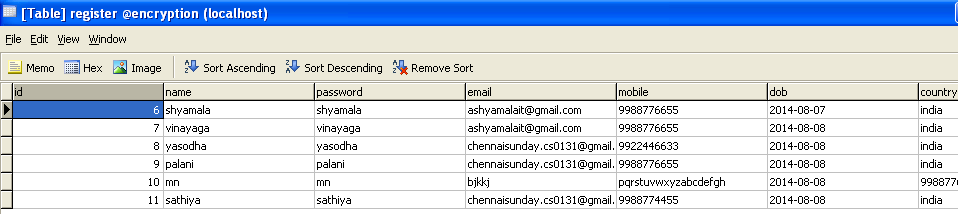 [Table] register @encryption (localhost)
File Edit View Window
Memo Hex Image Sort Ascending Sort Descending Remove Sort
id name password email mobile dob country
6 shyamala shyamala ashyamalait@gmail.com 9988776655 2014-08-07 india
7 vinayaga vinayaga ashyamalait@gmail.com 9988776655 2014-08-08 india
8 yasodha yasodha chennaisunday.cs0131@gmail. 9922446633 2014-08-08 india
9 palani palani chennaisunday.cs0131@gmail. 9988776655 2014-08-08 india
10 mn mn bjkkj pqrstuvwxyzabcdefgh 2014-08-08 998877
11 sathiya sathiya chennaisunday.cs0131@gmail. 9988774455 2014-08-08 india